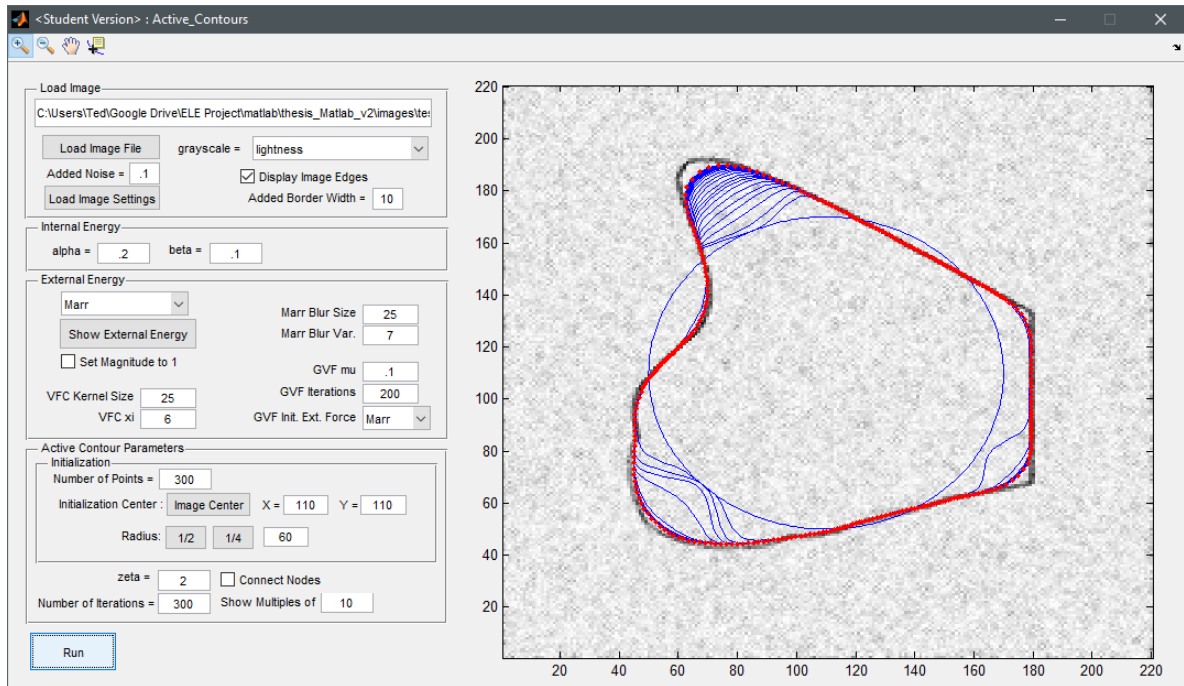 <Student Version> : Active_Contours
Load Image
C:\Users\Ted\Google Drive\ELE Project\matlab\thesis_Matlab_v2\images\te
Load Image File grayscale = lightness
Added Noise = .1 Display Image Edges
Load Image Settings Added Border Width = 10
Internal Energy
alpha = .2 beta = .1
External Energy
Marr Marr Blur Size 25
Show External Energy Marr Blur Var. 7
Set Magnitude to 1 GVF mu .1
VFC Kernel Size 25 GVF Iterations 200
VFC xi 6 GVF Init. Ext. Force Marr
Active Contour Parameters
Initialization
Number of Points = 300
Initialization Center : Image Center X = 110 Y = 110
Radius: 1/2 1/4 60
zeta = 2 Connect Nodes
Number of Iterations = 300 Show Multiples of 10
Run
220
200
180
160
140
120
100
80
60
40
20
20 40 60 80 100 120 140 160 180 200 220